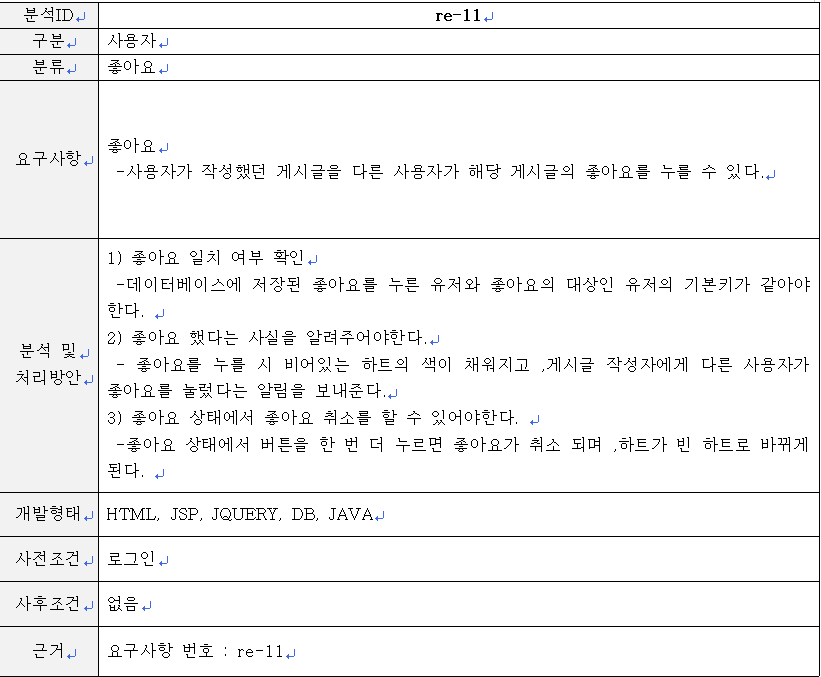 분석ID
re-11
구분
사용자
분류
좋아요
요구사항
좋아요
-사용자가 작성했던 게시글을 다른 사용자가 해당 게시글의 좋아요를 누를 수 있다.
분석 및
처리방안
1) 좋아요 일치 여부 확인
-데이터베이스에 저장된 좋아요를 누른 유저와 좋아요의 대상인 유저의 기본키가 같아야
한다.
2) 좋아요 했다는 사실을 알려주어야한다.
- 좋아요를 누를 시 비어있는 하트의 색이 채워지고 ,게시글 작성자에게 다른 사용자가
좋아요를 눌렀다는 알림을 보내준다.
3) 좋아요 상태에서 좋아요 취소를 할 수 있어야한다.
-좋아요 상태에서 버튼을 한 번 더 누르면 좋아요가 취소 되며 ,하트가 빈 하트로 바뀌게
된다.
개발형태
HTML, JSP, JQUERY, DB, JAVA
사전조건
로그인
사후조건
없음
근거
요구사항 번호 : re-11